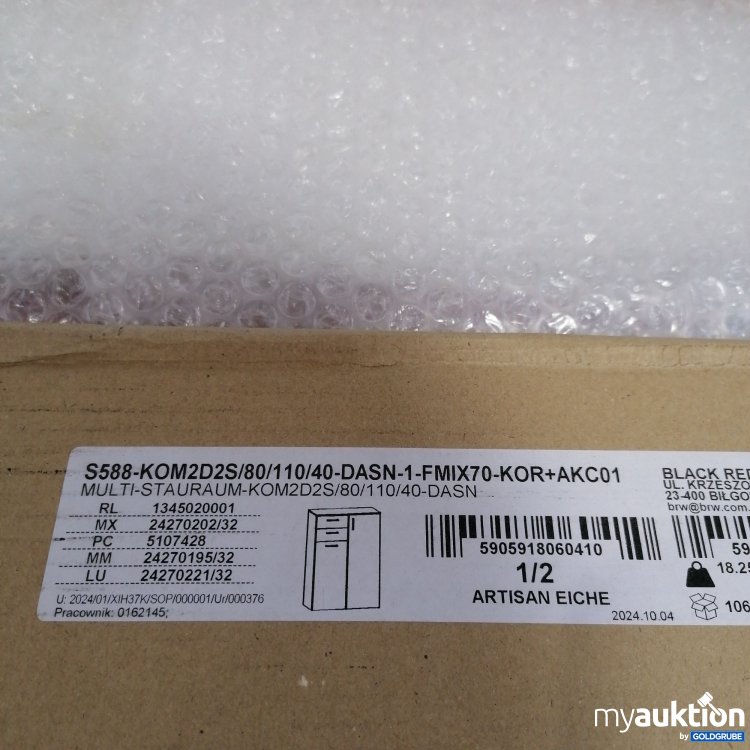 S588-KOM2D2S/80/110/40-DASN-1-FMIX70-KOR+AKC01
MULTI-STAURAUM-KOM2D2S/80/110/40-DASN
RL 1345020001
MX 24270202/32
PC 5107428
MM 24270195/32
LU 24270221/32
U: 2024/01/XIH37K/SOP/000001/Ur/000376
Pracownik: 0162145;
5905918060410
1/2
ARTISAN EICHE
2024.10.04
BLACK RED
UL. KRZESZO
23-400 BIŁGO
brw@brw.com.
59
18.25
106
myauktion
by GOLDGRUBE